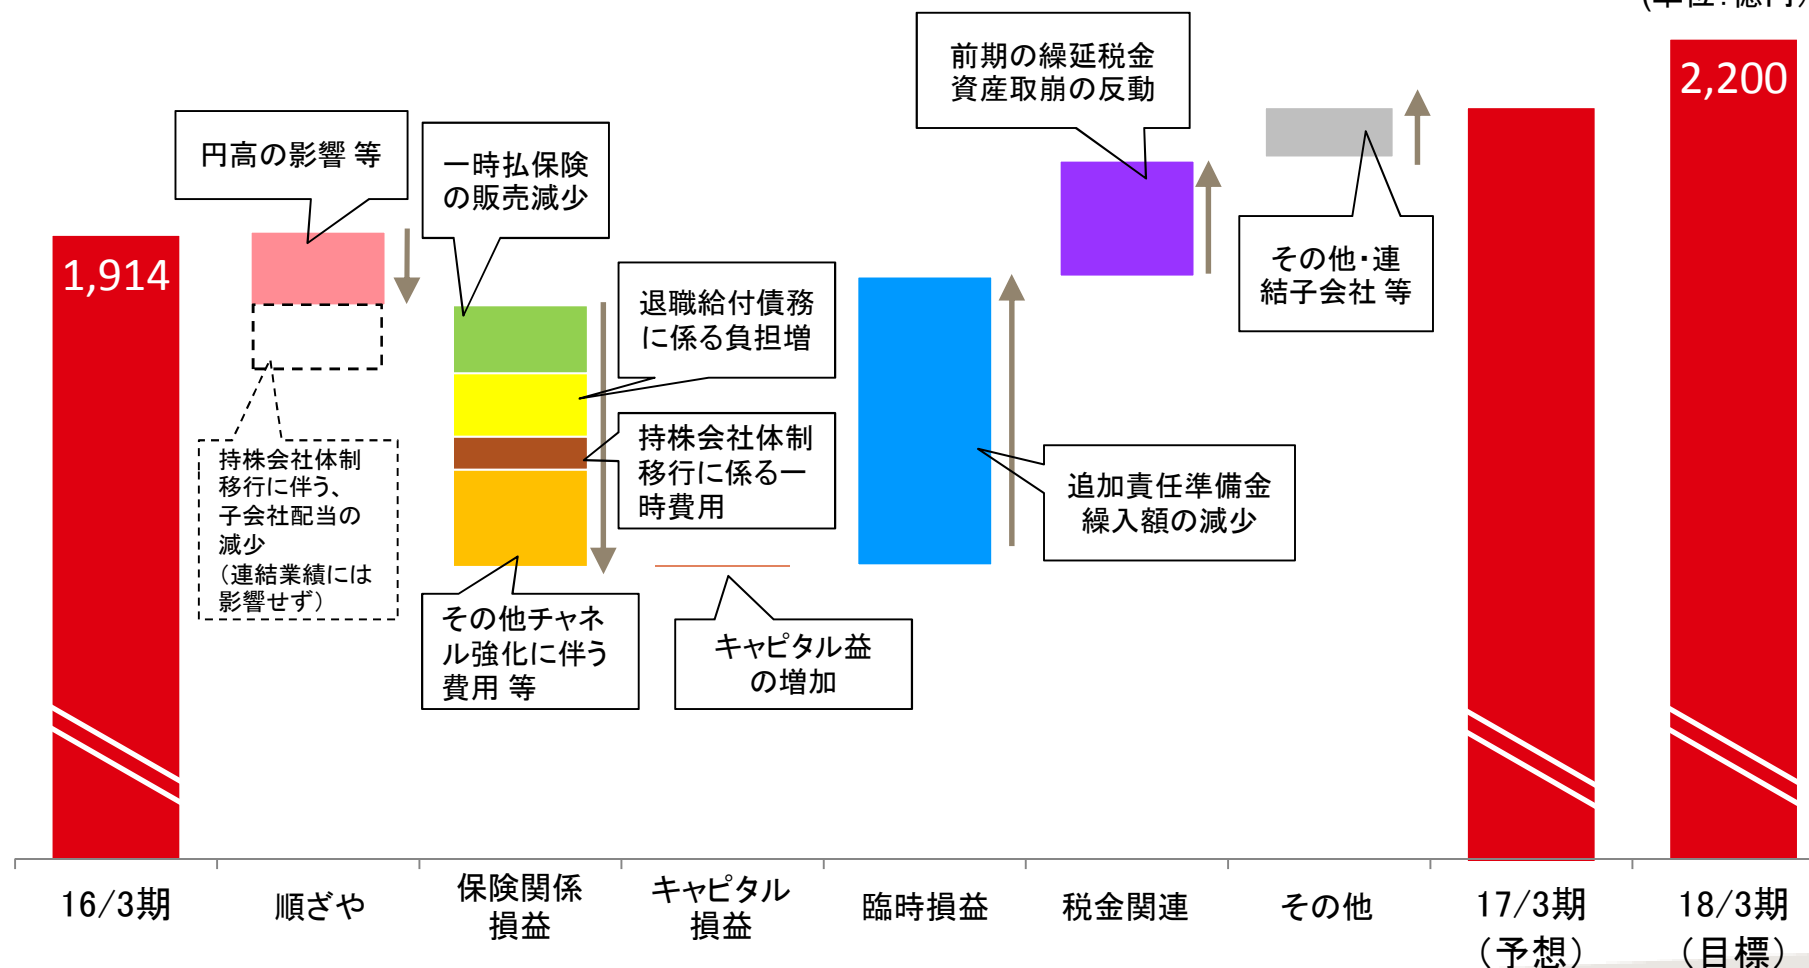 (単位：億円)
前期の繰延税金
資産取崩の反動
2,200
円高の影響 等
一時払保険
の販売減少
1,914
その他・連
結子会社 等
退職給付債務
に係る負担増
持株会社体制
移行に伴う、
子会社配当の
減少
（連結業績には
影響せず）
持株会社体制
移行に係る一
時費用
追加責任準備金
繰入額の減少
その他チャネ
ル強化に伴う
費用 等
キャピタル益
の増加
16/3期
順ざや
保険関係
損益
キャピタル
損益
臨時損益
税金関連
その他
17/3期
（予想）
18/3期
（目標）